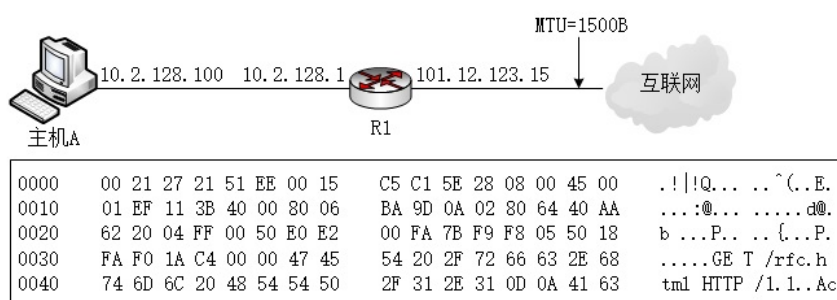 MTU=1500B
10.2.128.100 10.2.128.1 101.12.123.15 互联网
主机A R1
0000 00 21 27 21 51 EE 00 15 C5 C1 5E 28 08 00 45 00 .!|!Q... ..^(..E.
0010 01 EF 11 3B 40 00 80 06 BA 9D 0A 02 80 64 40 AA ...:@... .....d@.
0020 62 20 04 FF 00 50 E0 E2 00 FA 7B F9 F8 05 50 18 b ...P.. .. {...P.
0030 FA F0 1A C4 00 00 47 45 54 20 2F 72 66 63 2E 68 .....GE T /rfc.h
0040 74 6D 6C 20 48 54 54 50 2F 31 2E 31 0D 0A 41 63 tml HTTP /1.1..Ac